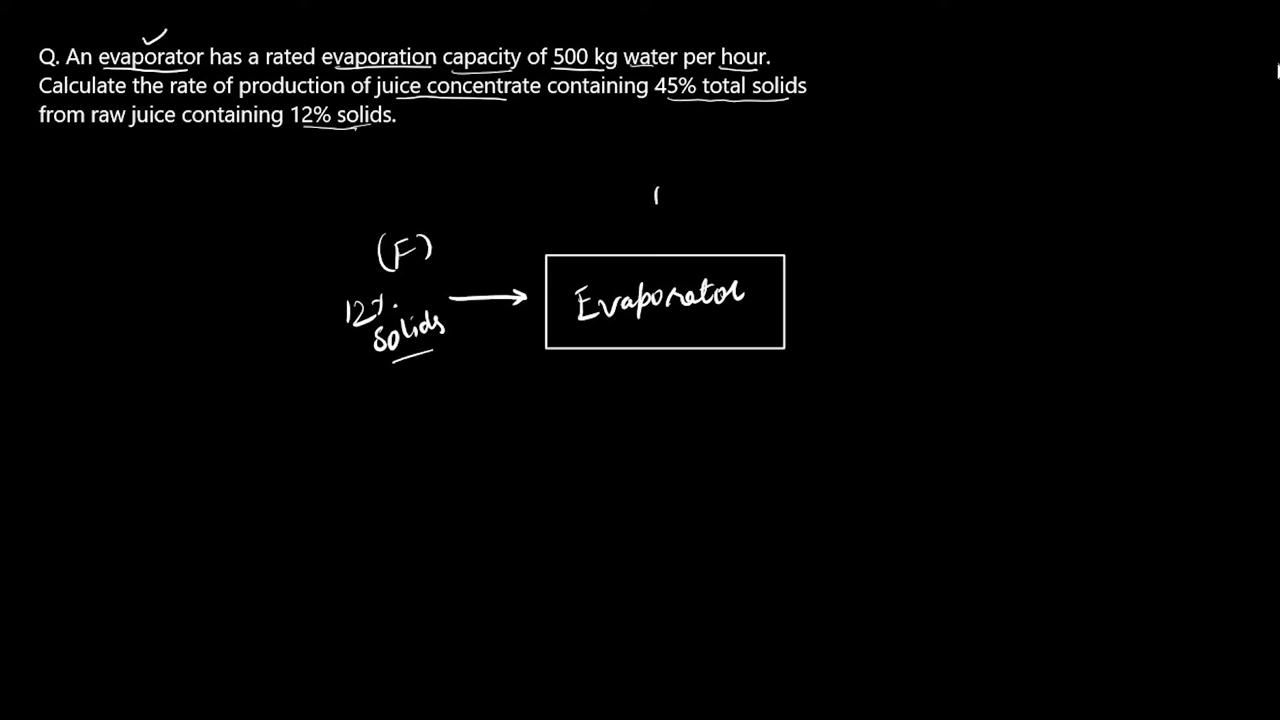 Q. An evaporator has a rated evaporation capacity of 500 kg water per hour.
Calculate the rate of production of juice concentrate containing 45% total solids
from raw juice containing 12% solids.
(F)
12%.
solids
Evaporator